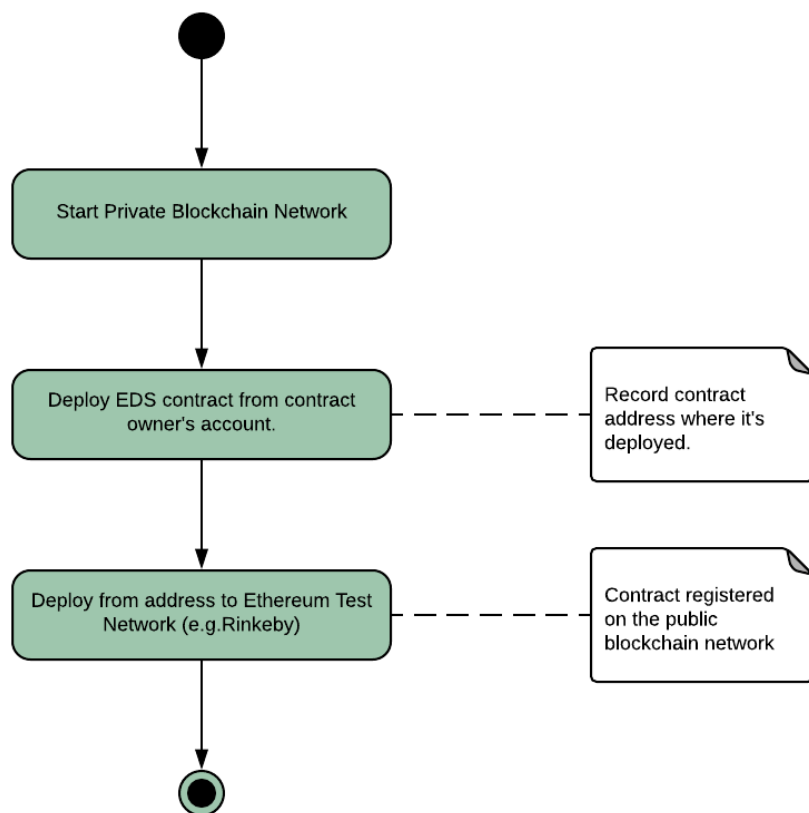 Start Private Blockchain Network
Deploy EDS contract from contract
owner's account.
Record contract
address where it's
deployed.
Deploy from address to Ethereum Test
Network (e.g.Rinkeby)
Contract registered
on the public
blockchain network